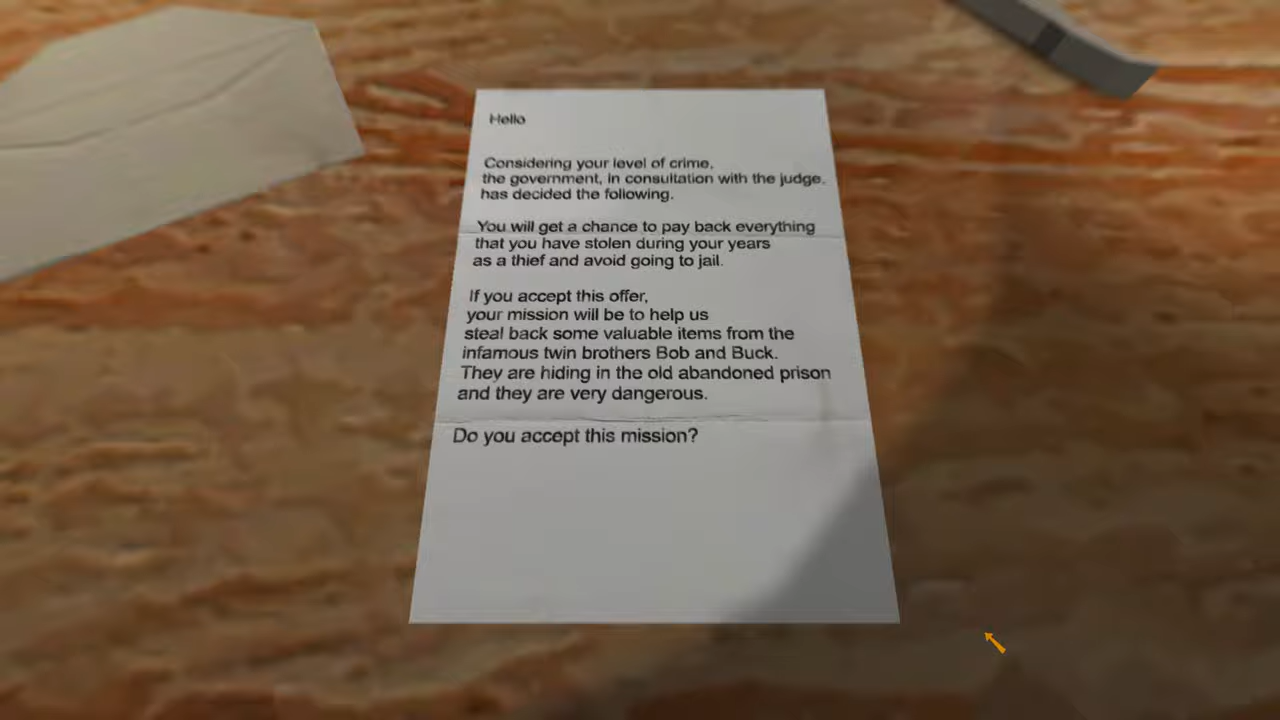 Hello
Considering your level of crime,
the government, in consultation with the judge,
has decided the following.
You will get a chance to pay back everything
that you have stolen during your years
as a thief and avoid going to jail.
If you accept this offer,
your mission will be to help us
steal back some valuable items from the
infamous twin brothers Bob and Buck.
They are hiding in the old abandoned prison
and they are very dangerous.
Do you accept this mission?